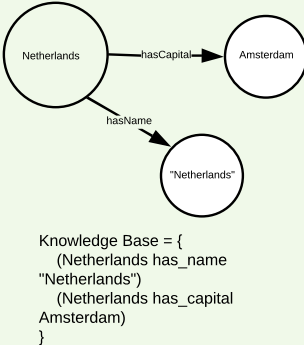 Netherlands
hasCapital
Amsterdam
hasName
"Netherlands"
Knowledge Base = {
(Netherlands has_name
"Netherlands")
(Netherlands has_capital
Amsterdam)
}